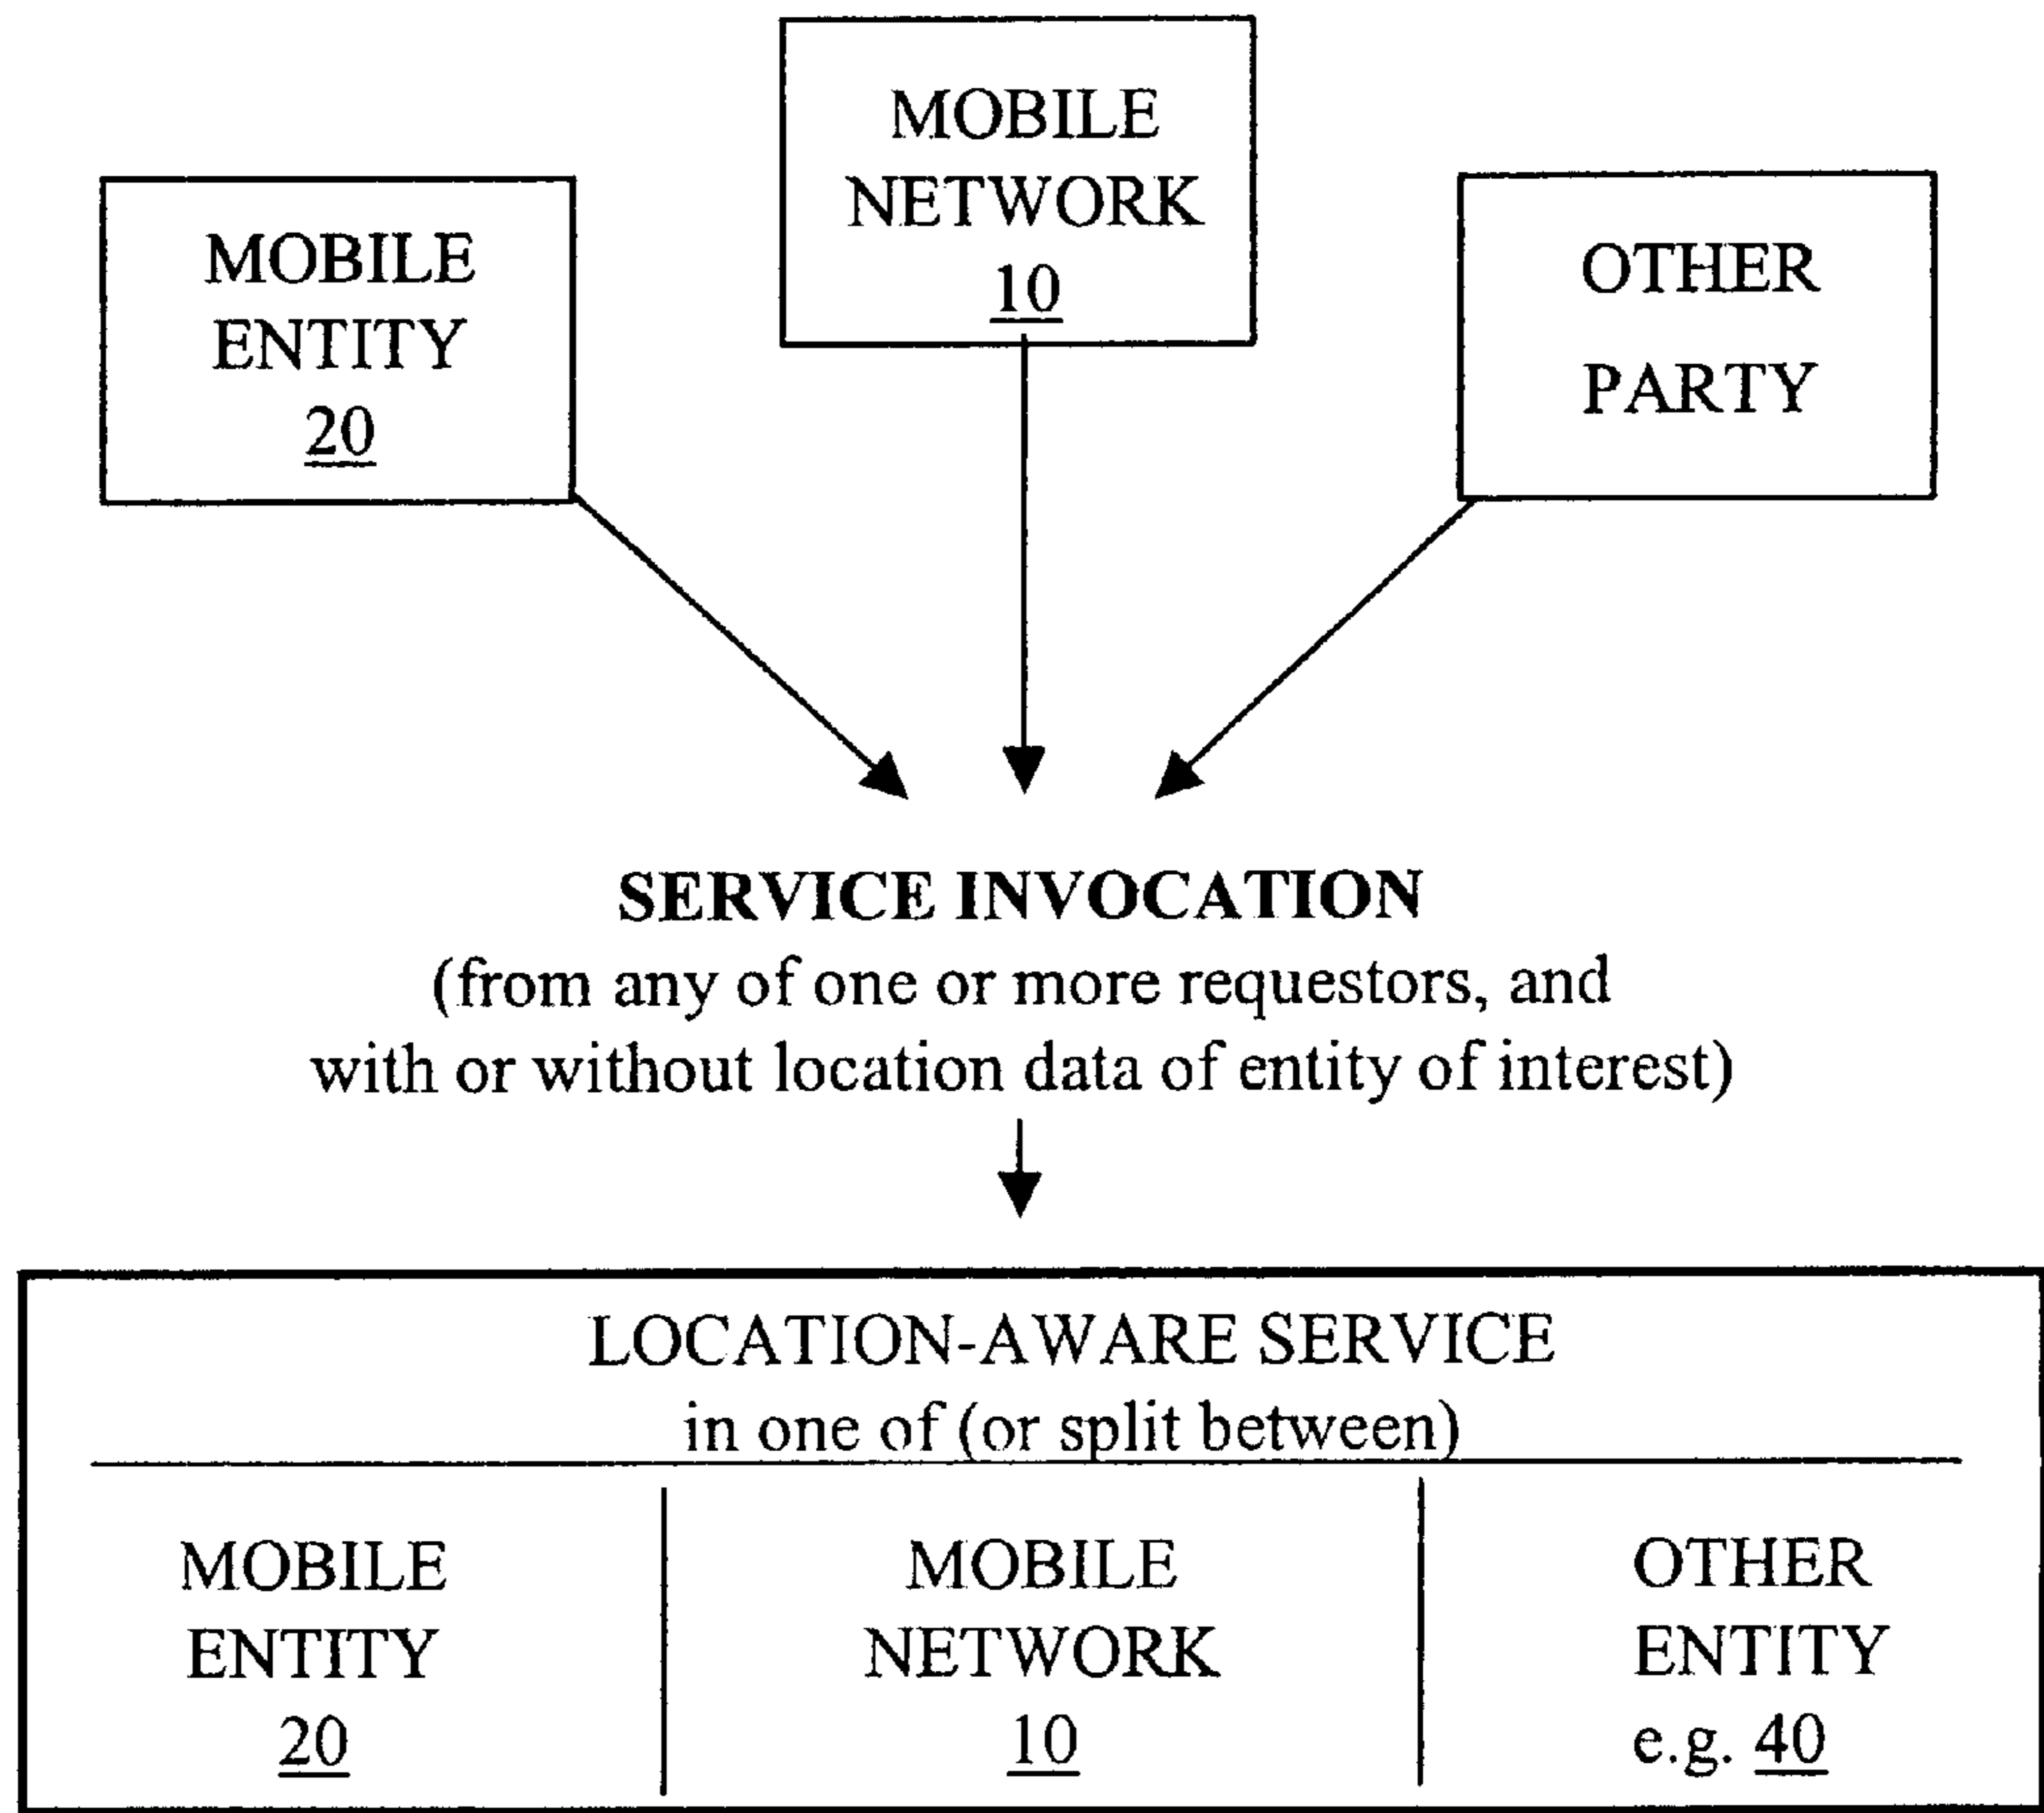 MOBILE
NETWORK
10
MOBILE
ENTITY
20
OTHER
PARTY
SERVICE INVOCATION
(from any of one or more requestors, and
with or without location data of entity of interest)
LOCATION-AWARE SERVICE
in one of (or split between)
MOBILE
ENTITY
20
MOBILE
NETWORK
10
OTHER
ENTITY
e.g. 40